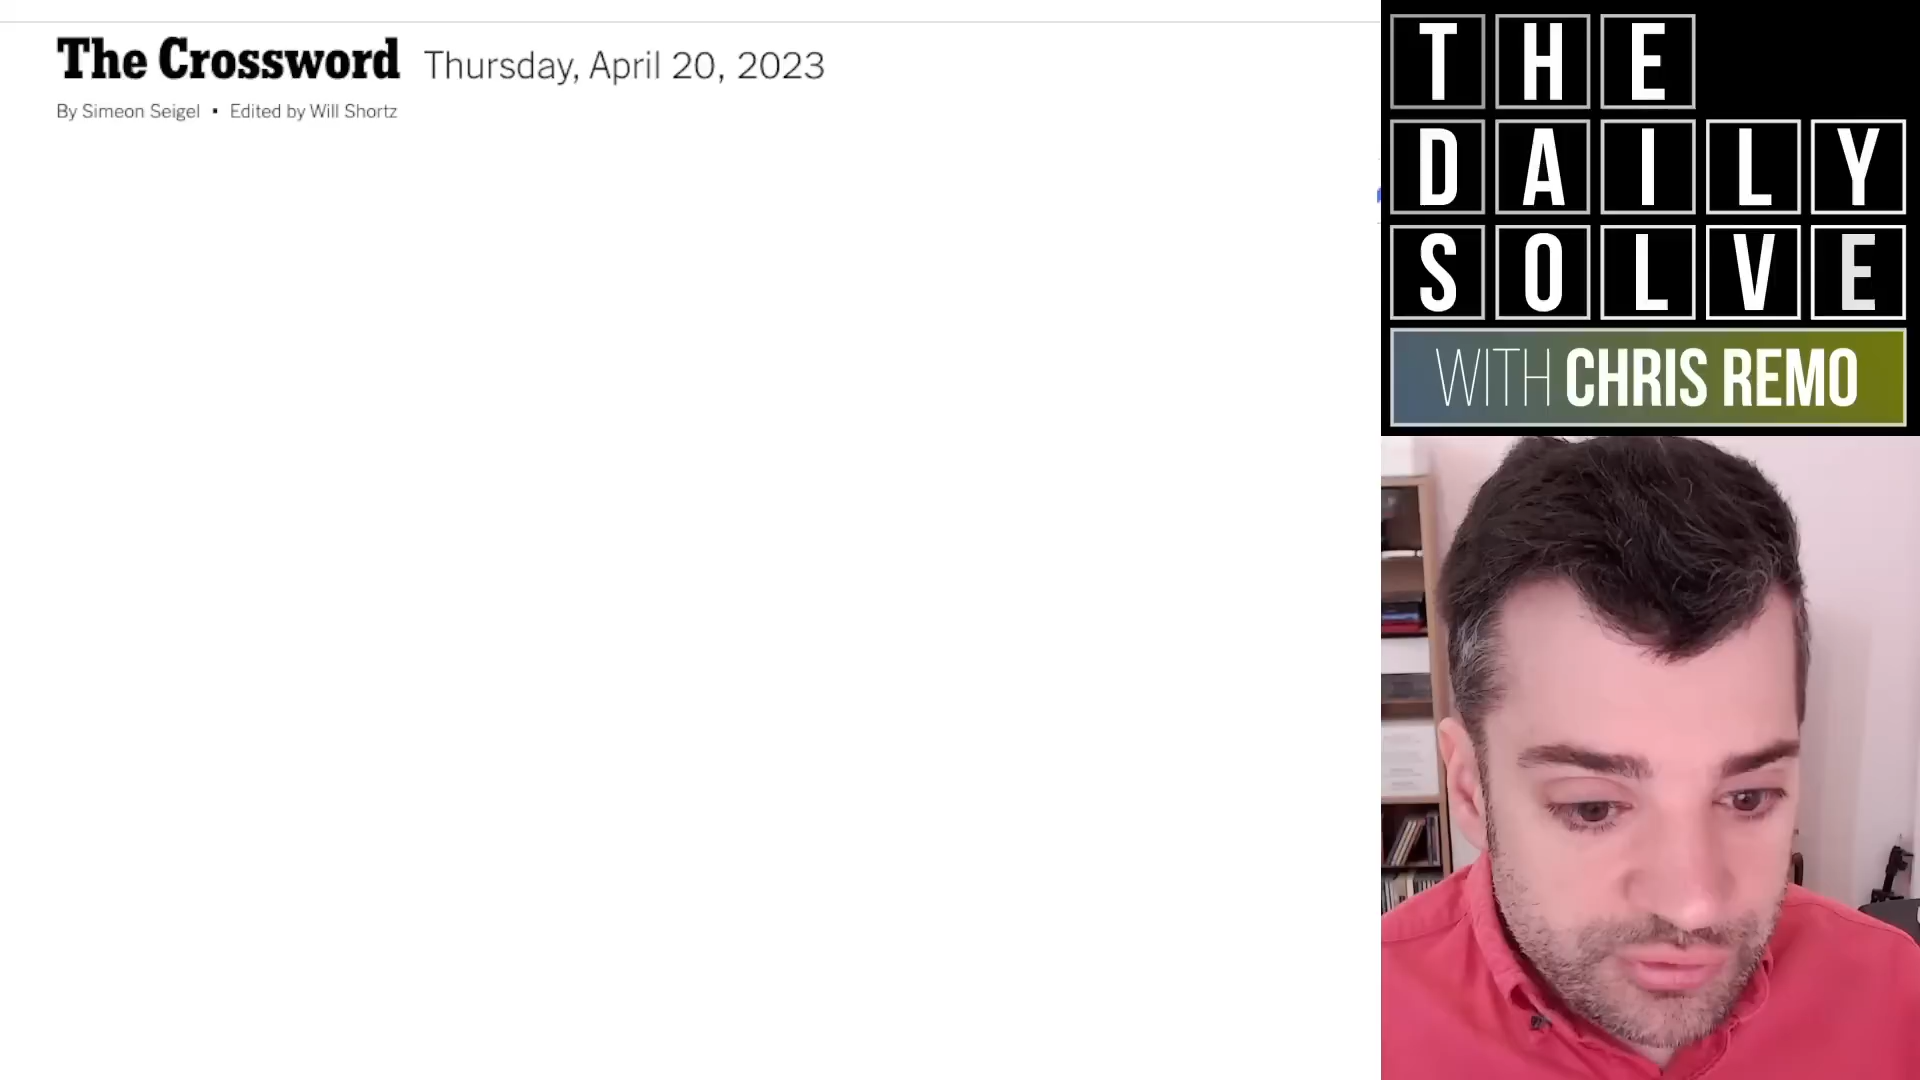 The Crossword Thursday, April 20, 2023
By Simeon Seigel ▪ Edited by Will Shortz
THE
DAILY
SOLVE
WITH CHRIS REMO